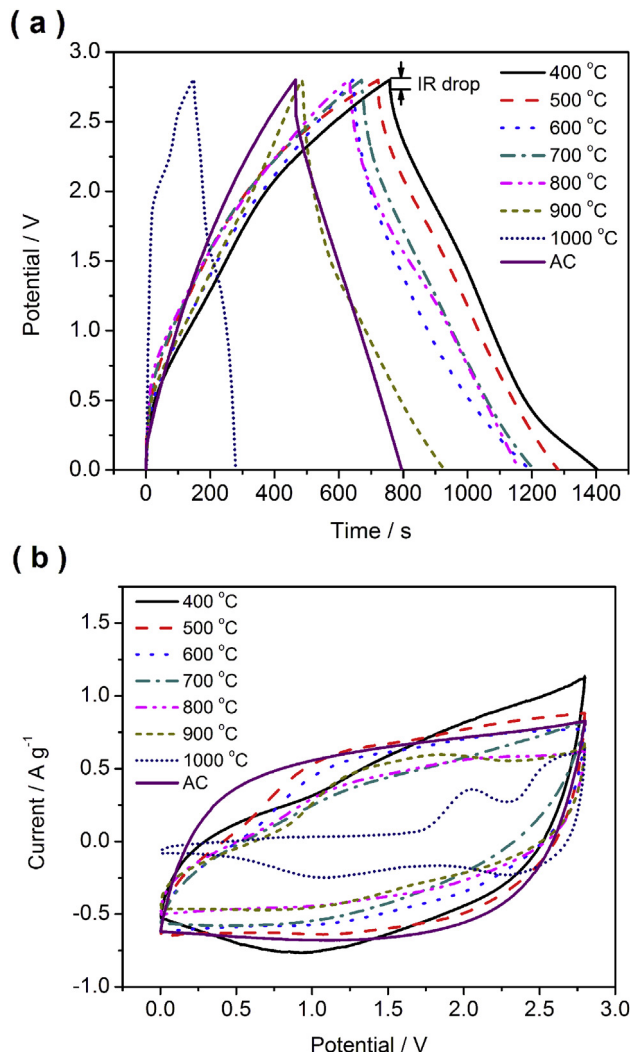 ( a )
3.0
2.5
2.0
1.5
1.0
0.5
0.0
Potential / V
IR drop
400 °C
500 °C
600 °C
700 °C
800 °C
900 °C
1000 °C
AC
0 200 400 600 800 1000 1200 1400
Time / s
( b )
1.5
1.0
0.5
0.0
-0.5
-1.0
Current / A g⁻¹
400 °C
500 °C
600 °C
700 °C
800 °C
900 °C
1000 °C
AC
0.0 0.5 1.0 1.5 2.0 2.5 3.0
Potential / V